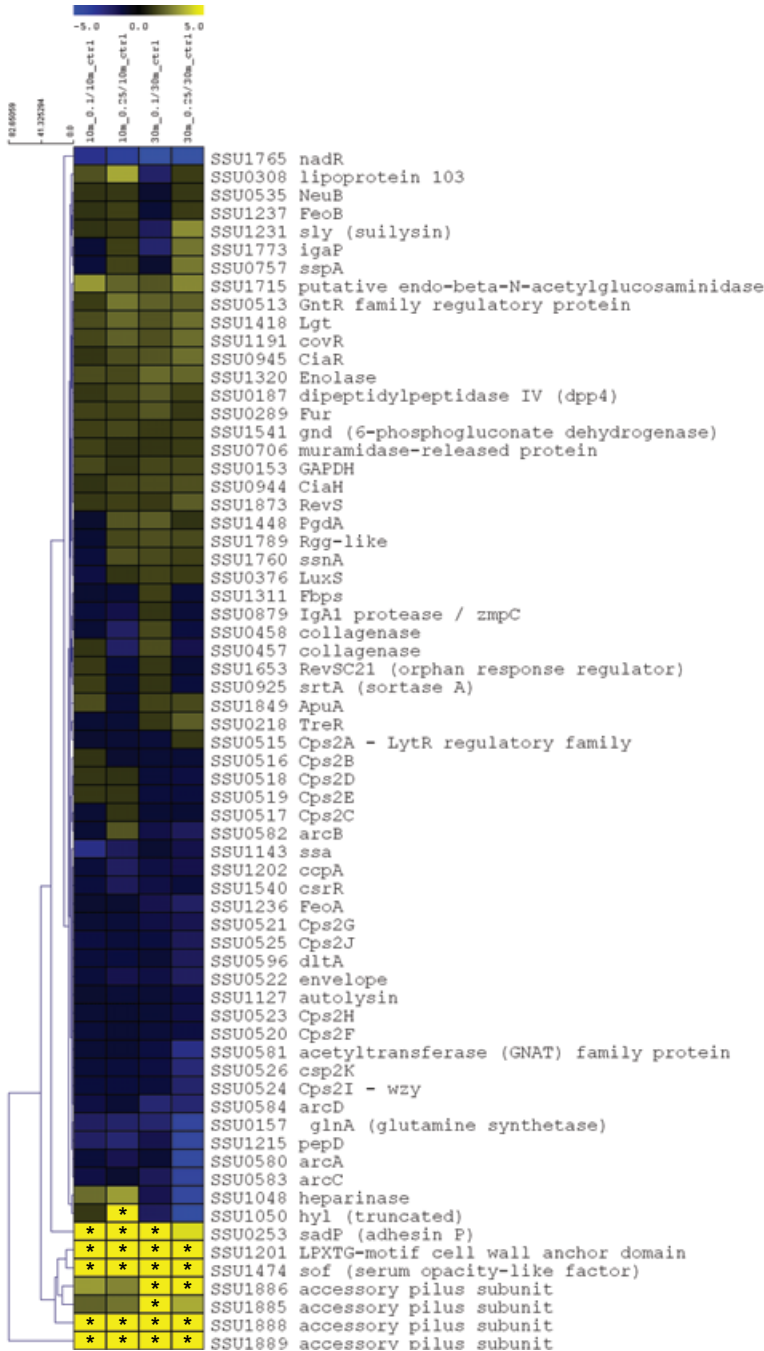 -5.0 0.0 5.0
82.65059 41.325294 0.0 10m_0.1/10m_ctrl 10m_0.25/10m_ctrl 30m_0.1/30m_ctrl 30m_0.25/30m_ctrl
SSU1765 nadR
SSU0308 lipoprotein 103
SSU0535 NeuB
SSU1237 FeoB
SSU1231 sly (suilysin)
SSU1773 igaP
SSU0757 sspA
SSU1715 putative endo-beta-N-acetylglucosaminidase
SSU0513 GntR family regulatory protein
SSU1418 Lgt
SSU1191 covR
SSU0945 CiaR
SSU1320 Enolase
SSU0187 dipeptidylpeptidase IV (dpp4)
SSU0289 Fur
SSU1541 gnd (6-phosphogluconate dehydrogenase)
SSU0706 muramidase-released protein
SSU0153 GAPDH
SSU0944 CiaH
SSU1873 RevS
SSU1448 PgdA
SSU1789 Rgg-like
SSU1760 ssnA
SSU0376 LuxS
SSU1311 Fbps
SSU0879 IgA1 protease / zmpC
SSU0458 collagenase
SSU0457 collagenase
SSU1653 RevSC21 (orphan response regulator)
SSU0925 srtA (sortase A)
SSU1849 ApuA
SSU0218 TreR
SSU0515 Cps2A - LytR regulatory family
SSU0516 Cps2B
SSU0518 Cps2D
SSU0519 Cps2E
SSU0517 Cps2C
SSU0582 arcB
SSU1143 ssa
SSU1202 ccpA
SSU1540 csrR
SSU1236 FeoA
SSU0521 Cps2G
SSU0525 Cps2J
SSU0596 dltA
SSU0522 envelope
SSU1127 autolysin
SSU0523 Cps2H
SSU0520 Cps2F
SSU0581 acetyltransferase (GNAT) family protein
SSU0526 csp2K
SSU0524 Cps2I - wzy
SSU0584 arcD
SSU0157 glnA (glutamine synthetase)
SSU1215 pepD
SSU0580 arcA
SSU0583 arcC
SSU1048 heparinase
* SSU1050 hyl (truncated)
* * * SSU0253 sadP (adhesin P)
* * * * SSU1201 LPXTG-motif cell wall anchor domain
* * * * SSU1474 sof (serum opacity-like factor)
* * SSU1886 accessory pilus subunit
* SSU1885 accessory pilus subunit
* * * * SSU1888 accessory pilus subunit
* * * * SSU1889 accessory pilus subunit